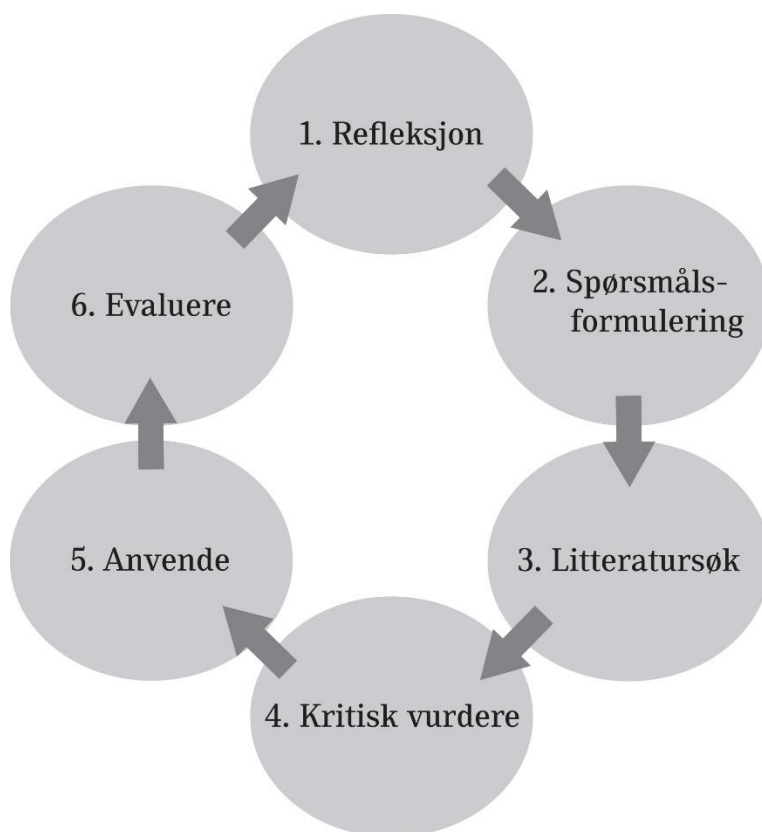 1. Refleksjon
2. Spørsmåls-
formulering
3. Litteratursøk
4. Kritisk vurdere
5. Anvende
6. Evaluere